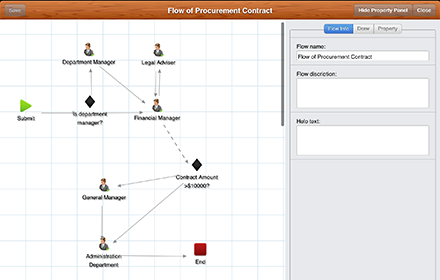 Save
Flow of Procurement Contract
Hide Property Panel
Close
Flow Info
Draw
Property
Flow name:
Flow of Procurement Contract
Flow discription:
Help text:
Department Manager
Legal Adviser
Submit
Is department
manager?
Financial Manager
Contract Amount
>$10000?
General Manager
Administration
Department
End